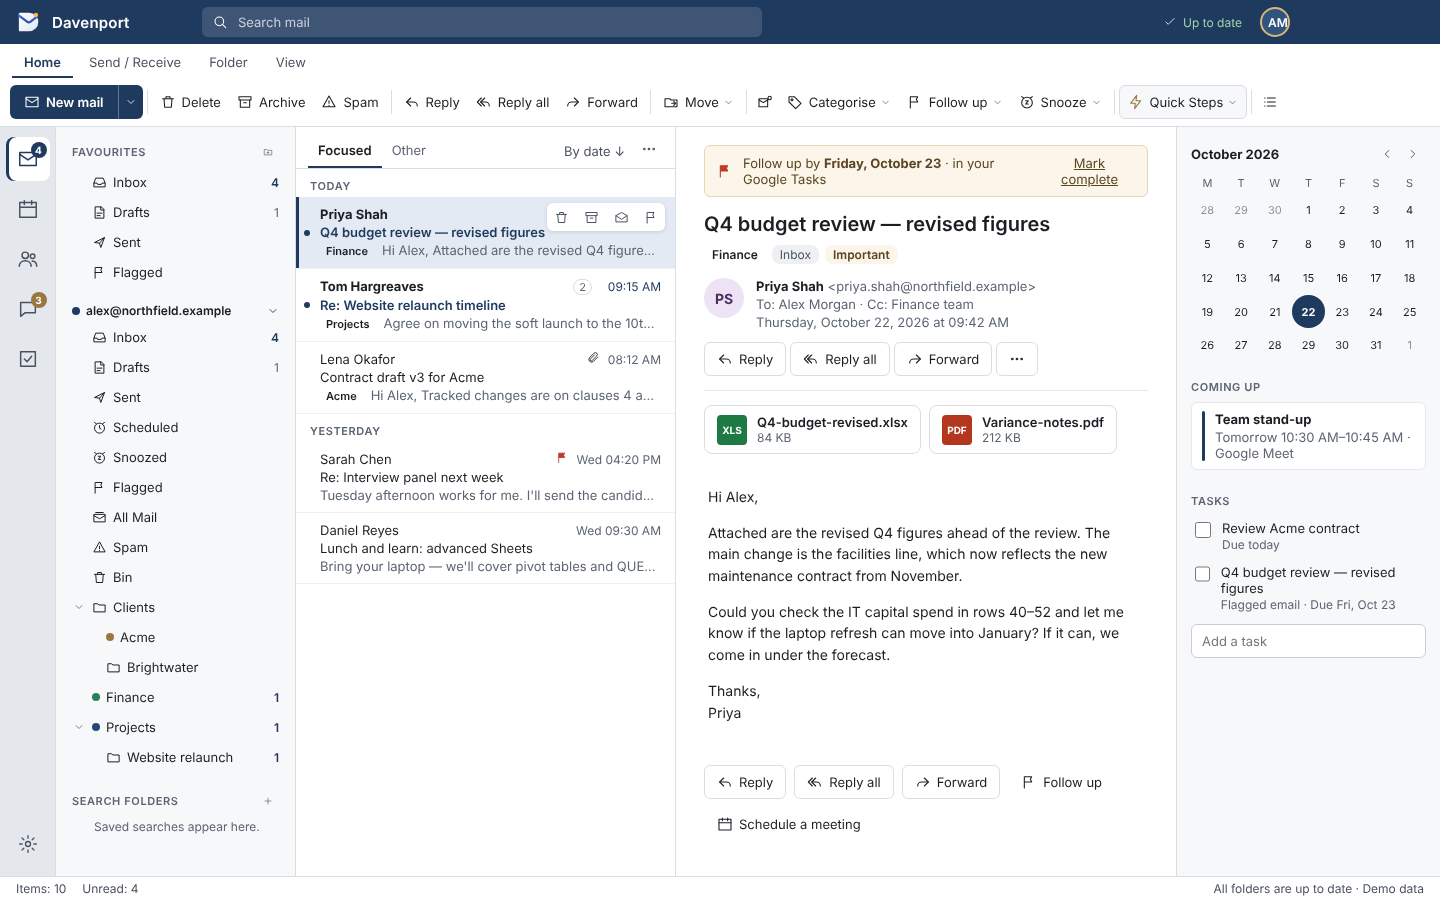 Davenport
Search mail
Up to date
AM
Home
Send / Receive
Folder
View
New mail
Delete
Archive
Spam
Reply
Reply all
Forward
Move
Categorise
Follow up
Snooze
Quick Steps
4
3
FAVOURITES
Inbox 4
Drafts 1
Sent
Flagged
alex@northfield.example
Inbox 4
Drafts 1
Sent
Scheduled
Snoozed
Flagged
All Mail
Spam
Bin
Clients
Acme
Brightwater
Finance 1
Projects 1
Website relaunch 1
SEARCH FOLDERS
Saved searches appear here.
Focused
Other
By date
TODAY
Priya Shah
Q4 budget review — revised figures
Finance Hi Alex, Attached are the revised Q4 figure...
Tom Hargreaves 2 09:15 AM
Re: Website relaunch timeline
Projects Agree on moving the soft launch to the 10t...
Lena Okafor 08:12 AM
Contract draft v3 for Acme
Acme Hi Alex, Tracked changes are on clauses 4 a...
YESTERDAY
Sarah Chen Wed 04:20 PM
Re: Interview panel next week
Tuesday afternoon works for me. I'll send the candid...
Daniel Reyes Wed 09:30 AM
Lunch and learn: advanced Sheets
Bring your laptop — we'll cover pivot tables and QUE...
Follow up by Friday, October 23 · in your
Google Tasks
Mark
complete
Q4 budget review — revised figures
Finance Inbox Important
PS
Priya Shah <priya.shah@northfield.example>
To: Alex Morgan · Cc: Finance team
Thursday, October 22, 2026 at 09:42 AM
Reply
Reply all
Forward
XLS
Q4-budget-revised.xlsx
84 KB
PDF
Variance-notes.pdf
212 KB
Hi Alex,
Attached are the revised Q4 figures ahead of the review. The
main change is the facilities line, which now reflects the new
maintenance contract from November.
Could you check the IT capital spend in rows 40–52 and let me
know if the laptop refresh can move into January? If it can, we
come in under the forecast.
Thanks,
Priya
Reply
Reply all
Forward
Follow up
Schedule a meeting
October 2026
M T W T F S S
28 29 30 1 2 3 4
5 6 7 8 9 10 11
12 13 14 15 16 17 18
19 20 21 22 23 24 25
26 27 28 29 30 31 1
COMING UP
Team stand-up
Tomorrow 10:30 AM–10:45 AM ·
Google Meet
TASKS
Review Acme contract
Due today
Q4 budget review — revised
figures
Flagged email · Due Fri, Oct 23
Add a task
Items: 10
Unread: 4
All folders are up to date · Demo data